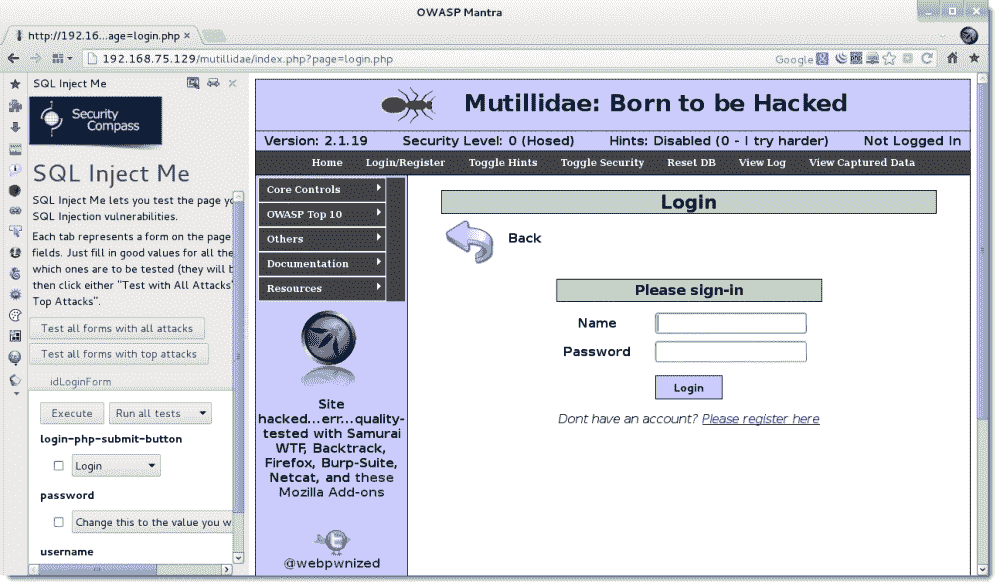 OWASP Mantra
http://192.16...age=login.php ×
192.168.75.129/mutillidae/index.php?page=login.php
Google
SQL Inject Me
Security
Compass
SQL Inject Me
SQL Inject Me lets you test the page yo
SQL Injection vulnerabilities.
Each tab represents a form on the page
fields. Just fill in good values for all the
which ones are to be tested (they will b
then click either "Test with All Attacks"
Top Attacks".
Test all forms with all attacks
Test all forms with top attacks
idLoginForm
Execute
Run all tests
login-php-submit-button
Login
password
Change this to the value you w
username
Mutillidae: Born to be Hacked
Version: 2.1.19
Security Level: 0 (Hosed)
Hints: Disabled (0 - I try harder)
Not Logged In
Home
Login/Register
Toggle Hints
Toggle Security
Reset DB
View Log
View Captured Data
Core Controls
OWASP Top 10
Others
Documentation
Resources
Site
hacked...err...quality-
tested with Samurai
WTF, Backtrack,
Firefox, Burp-Suite,
Netcat, and these
Mozilla Add-ons
@webpwnized
Login
Back
Please sign-in
Name
Password
Login
Dont have an account? Please register here